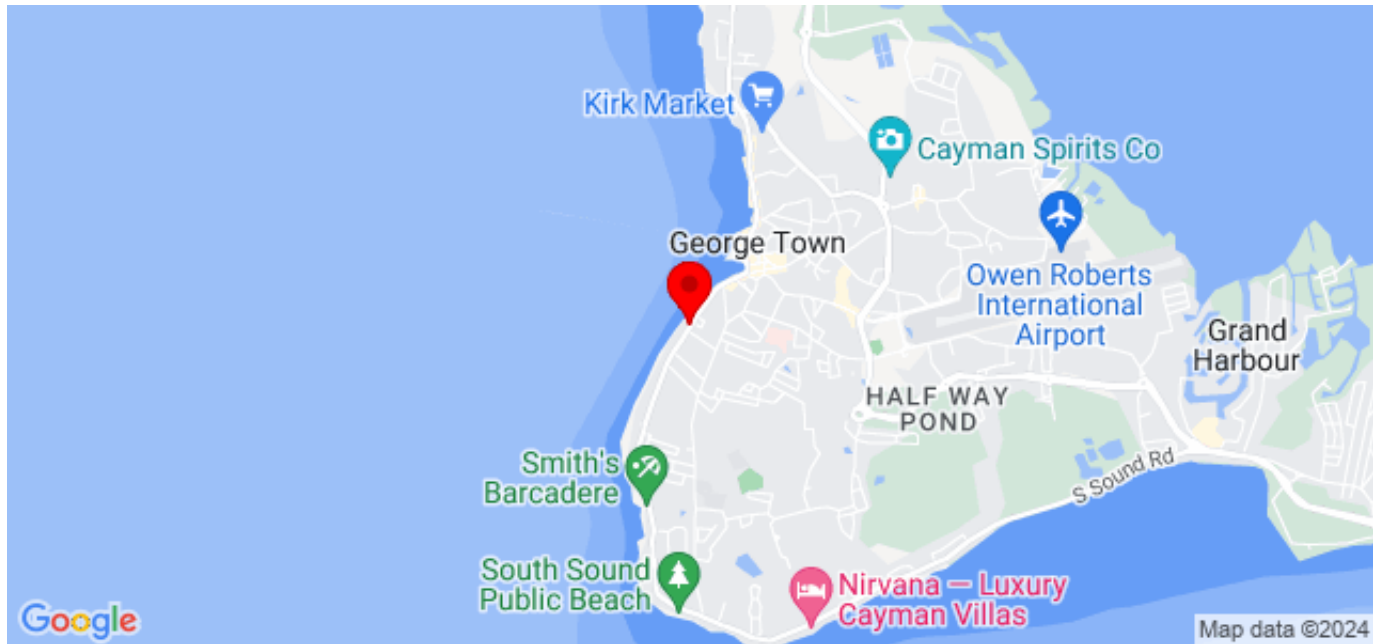 Kirk Market
Cayman Spirits Co
George Town
Owen Roberts
International
Airport
Grand
Harbour
HALF WAY
POND
Smith's
Barcadere
S Sound Rd
South Sound
Public Beach
Nirvana — Luxury
Cayman Villas
Google
Map data ©2024